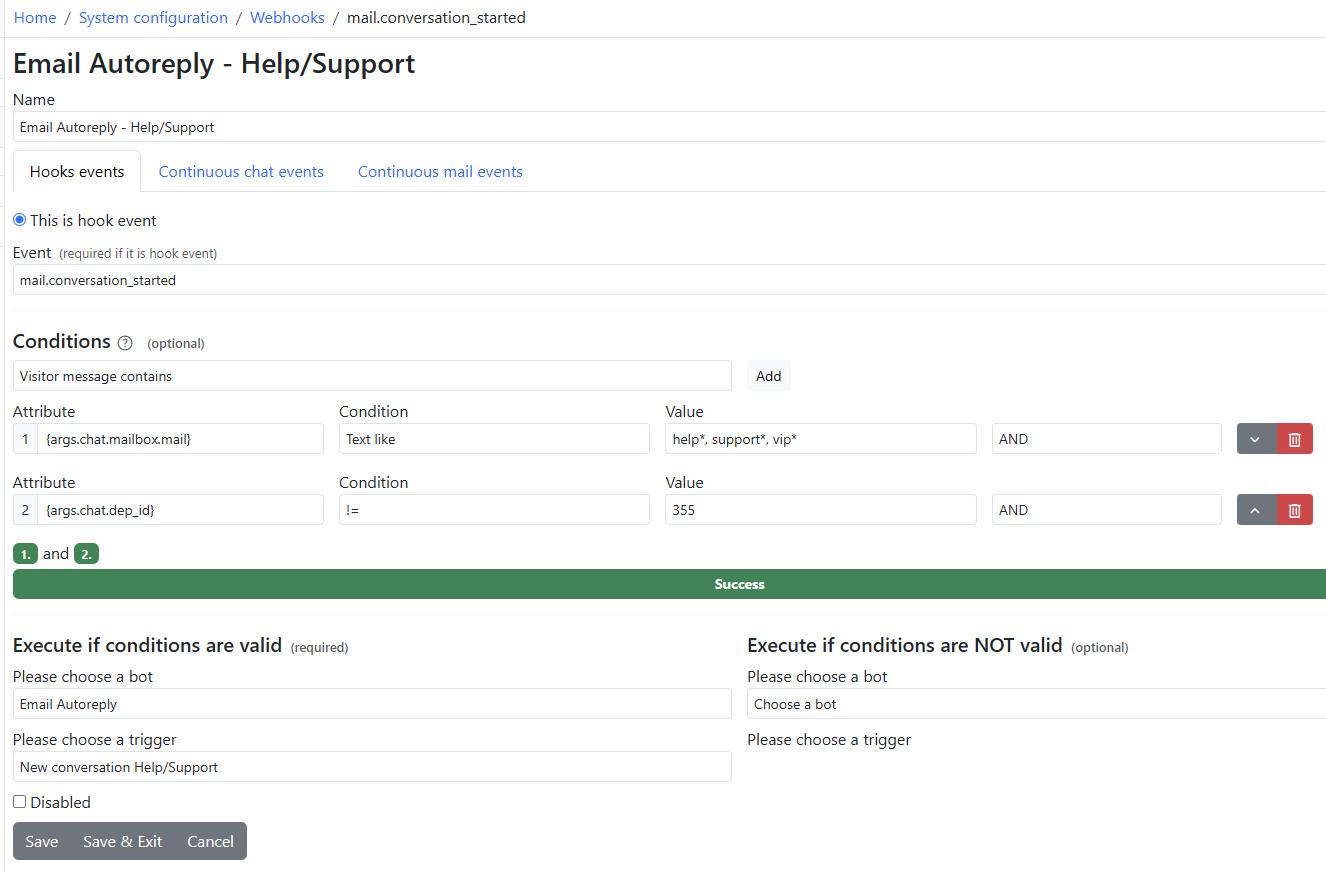 Home / System configuration / Webhooks / mail.conversation_started
Email Autoreply - Help/Support
Name
Email Autoreply - Help/Support
Hooks events Continuous chat events Continuous mail events
This is hook event
Event (required if it is hook event)
mail.conversation_started
Conditions ? (optional)
Visitor message contains Add
Attribute Condition Value
1 {args.chat.mailbox.mail} Text like help*, support*, vip* AND
Attribute Condition Value
2 {args.chat.dep_id} != 355 AND
1. and 2.
Success
Execute if conditions are valid (required) Execute if conditions are NOT valid (optional)
Please choose a bot Please choose a bot
Email Autoreply Choose a bot
Please choose a trigger Please choose a trigger
New conversation Help/Support
Disabled
Save Save & Exit Cancel